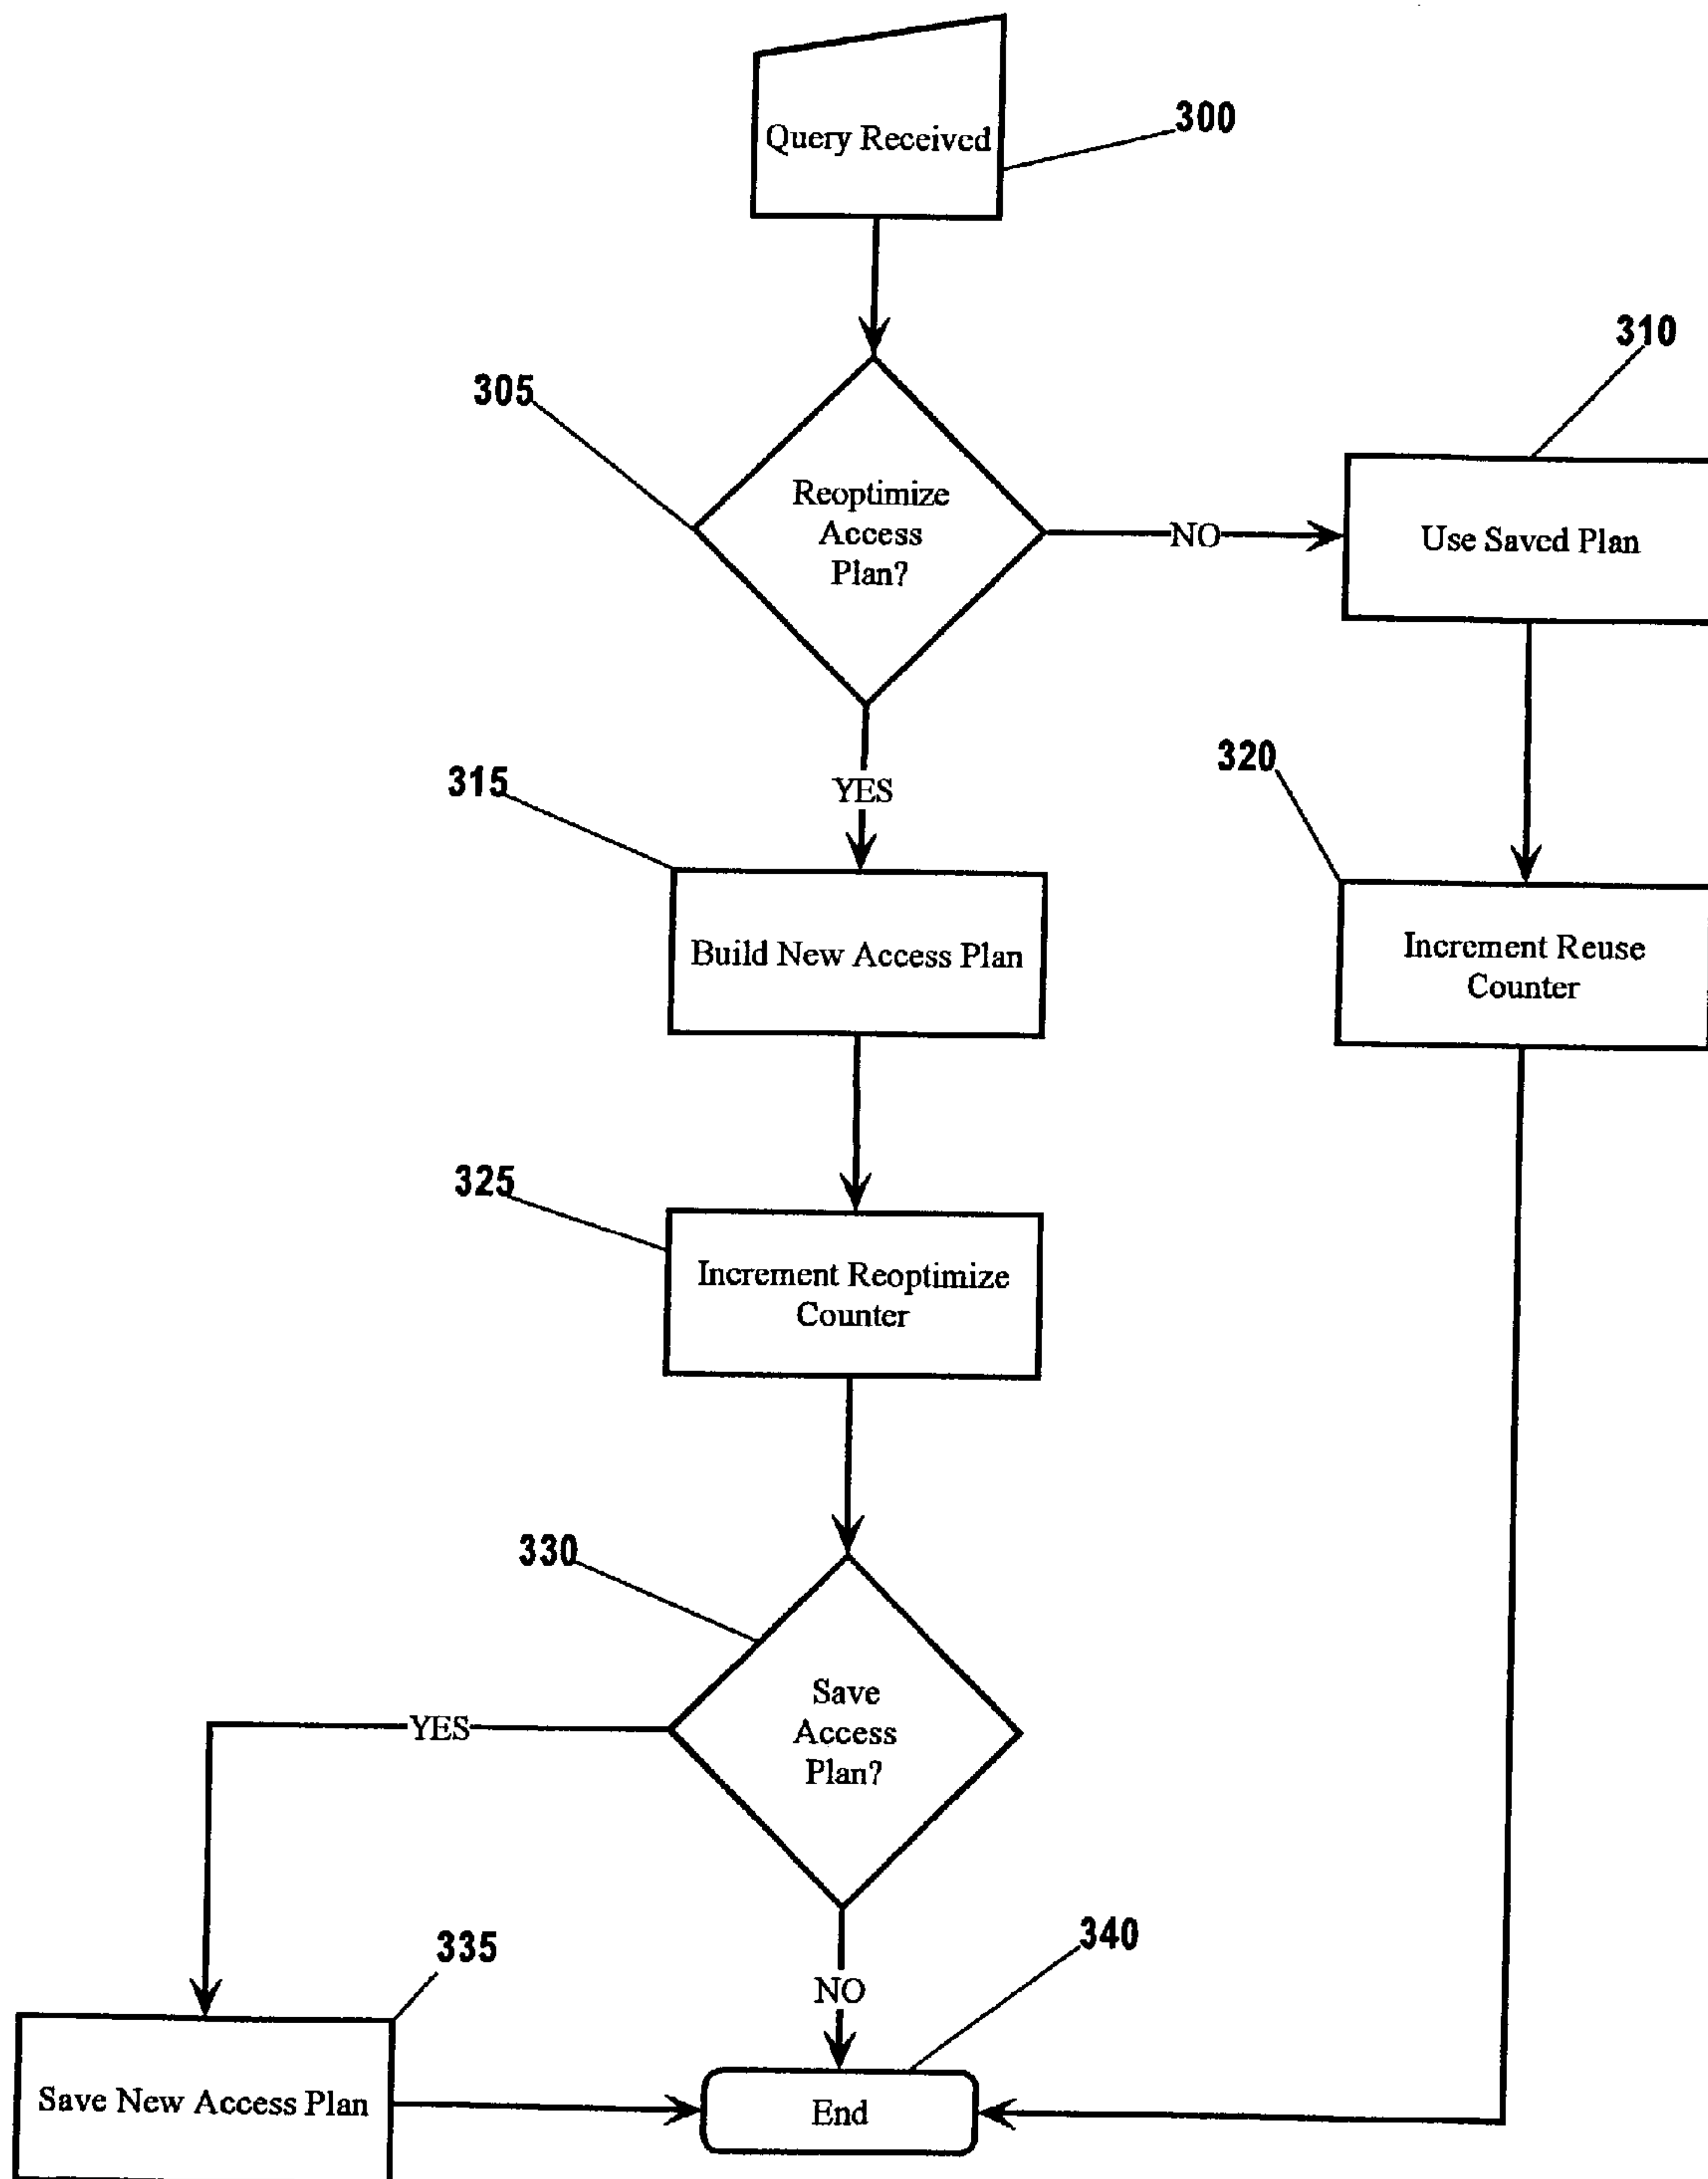 300
Query Received
305
Reoptimize
Access
Plan?
NO
310
Use Saved Plan
YES
315
Build New Access Plan
320
Increment Reuse
Counter
325
Increment Reoptimize
Counter
330
Save
Access
Plan?
YES
NO
335
Save New Access Plan
340
End